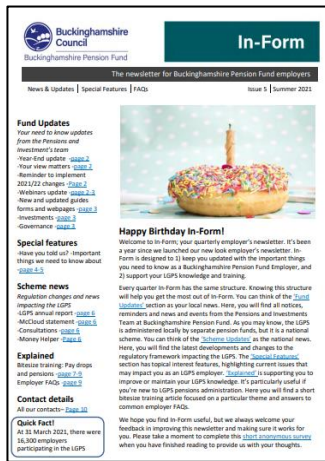 Buckinghamshire
Council
Buckinghamshire Pension Fund
In-Form
The newsletter for Buckinghamshire Pension Fund employers
News & Updates | Special Features | FAQs
Issue 5 | Summer 2021
Fund Updates
Your need to know updates
from the Pensions and
Investment's team
-Year-End update -page 2
-Your view matters -page 2
-Reminder to implement
2021/22 changes -Page 2
-Webinars update -page 2-3
-New and updated guides
forms and webpages -page 3
-Investments -page 3
-Governance -page 3
Special features
-Have you told us? -Important
things we need to know about
-page 4-5
Scheme news
Regulation changes and news
impacting the LGPS
-LGPS annual report -page 6
-McCloud statement -page 6
-Consultations -page 6
-Money Helper -Page 6
Explained
Bitesize training: Pay drops
and pensions -page 7-9
Employer FAQs -page 9
Contact details
All our contacts- Page 10
Quick Fact!
At 31 March 2021, there were
16,300 employers
participating in the LGPS
Happy Birthday In-Form!
Welcome to In-Form; your quarterly employer's newsletter. It's been
a year since we launched our new look employer's newsletter. In-
Form is designed to 1) keep you updated with the important things
you need to know as a Buckinghamshire Pension Fund Employer, and
2) support your LGPS knowledge and training.
Every quarter In-Form has the same structure. Knowing this structure
will help you get the most out of In-Form. You can think of the 'Fund
Updates' section as your local news. Here, you will find all notices,
reminders and news and events from the Pensions and Investments
Team at Buckinghamshire Pension Fund. As you may know, the LGPS
is administered locally by separate pension funds, but it is a national
scheme. You can think of the 'Scheme Updates' as the national news.
Here, you will find the latest developments and changes to the
regulatory framework impacting the LGPS. The 'Special Features'
section has topical interest features, highlighting current issues that
may impact you as an LGPS employer. 'Explained' is supporting you to
improve or maintain your LGPS knowledge. It's particularly useful if
you're new to LGPS pensions administration. Here you will find a short
bitesize training article focused on a particular theme and answers to
common employer FAQs.
We hope you find In-Form useful, but we always welcome your
feedback in improving this newsletter and making sure it works for
you. Please take a moment to complete this short anonymous survey
when you have finished reading to provide us with your thoughts.